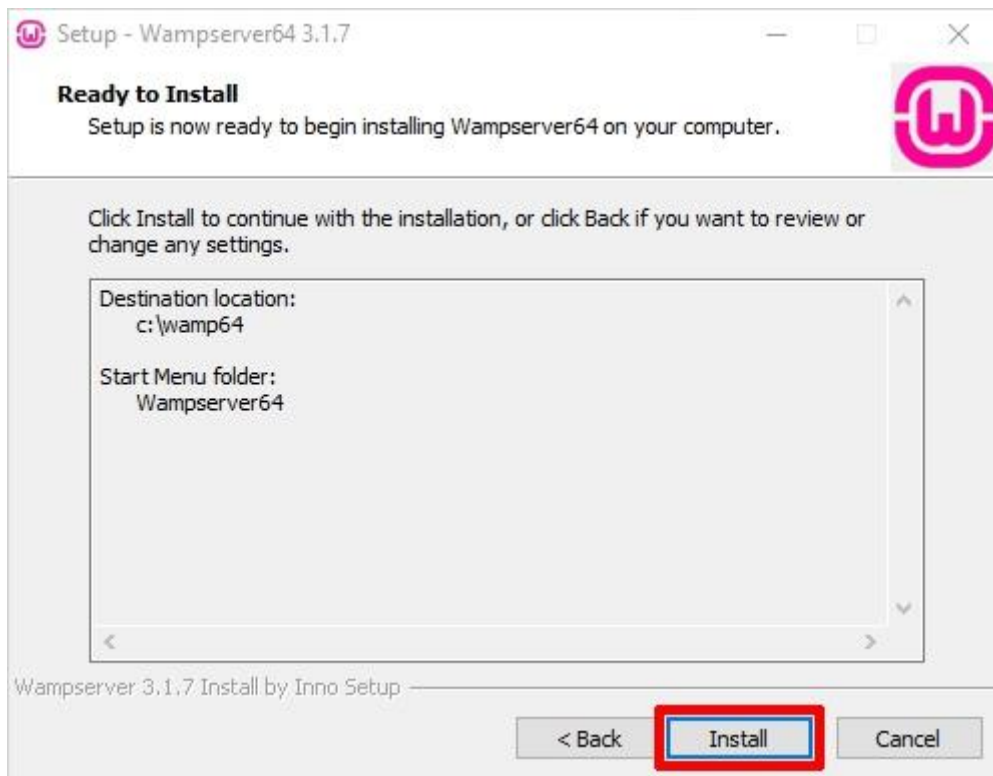 Setup - Wampserver64 3.1.7
Ready to Install
Setup is now ready to begin installing Wampserver64 on your computer.
Click Install to continue with the installation, or click Back if you want to review or
change any settings.
Destination location:
c:\wamp64
Start Menu folder:
Wampserver64
Wampserver 3.1.7 Install by Inno Setup
< Back
Install
Cancel